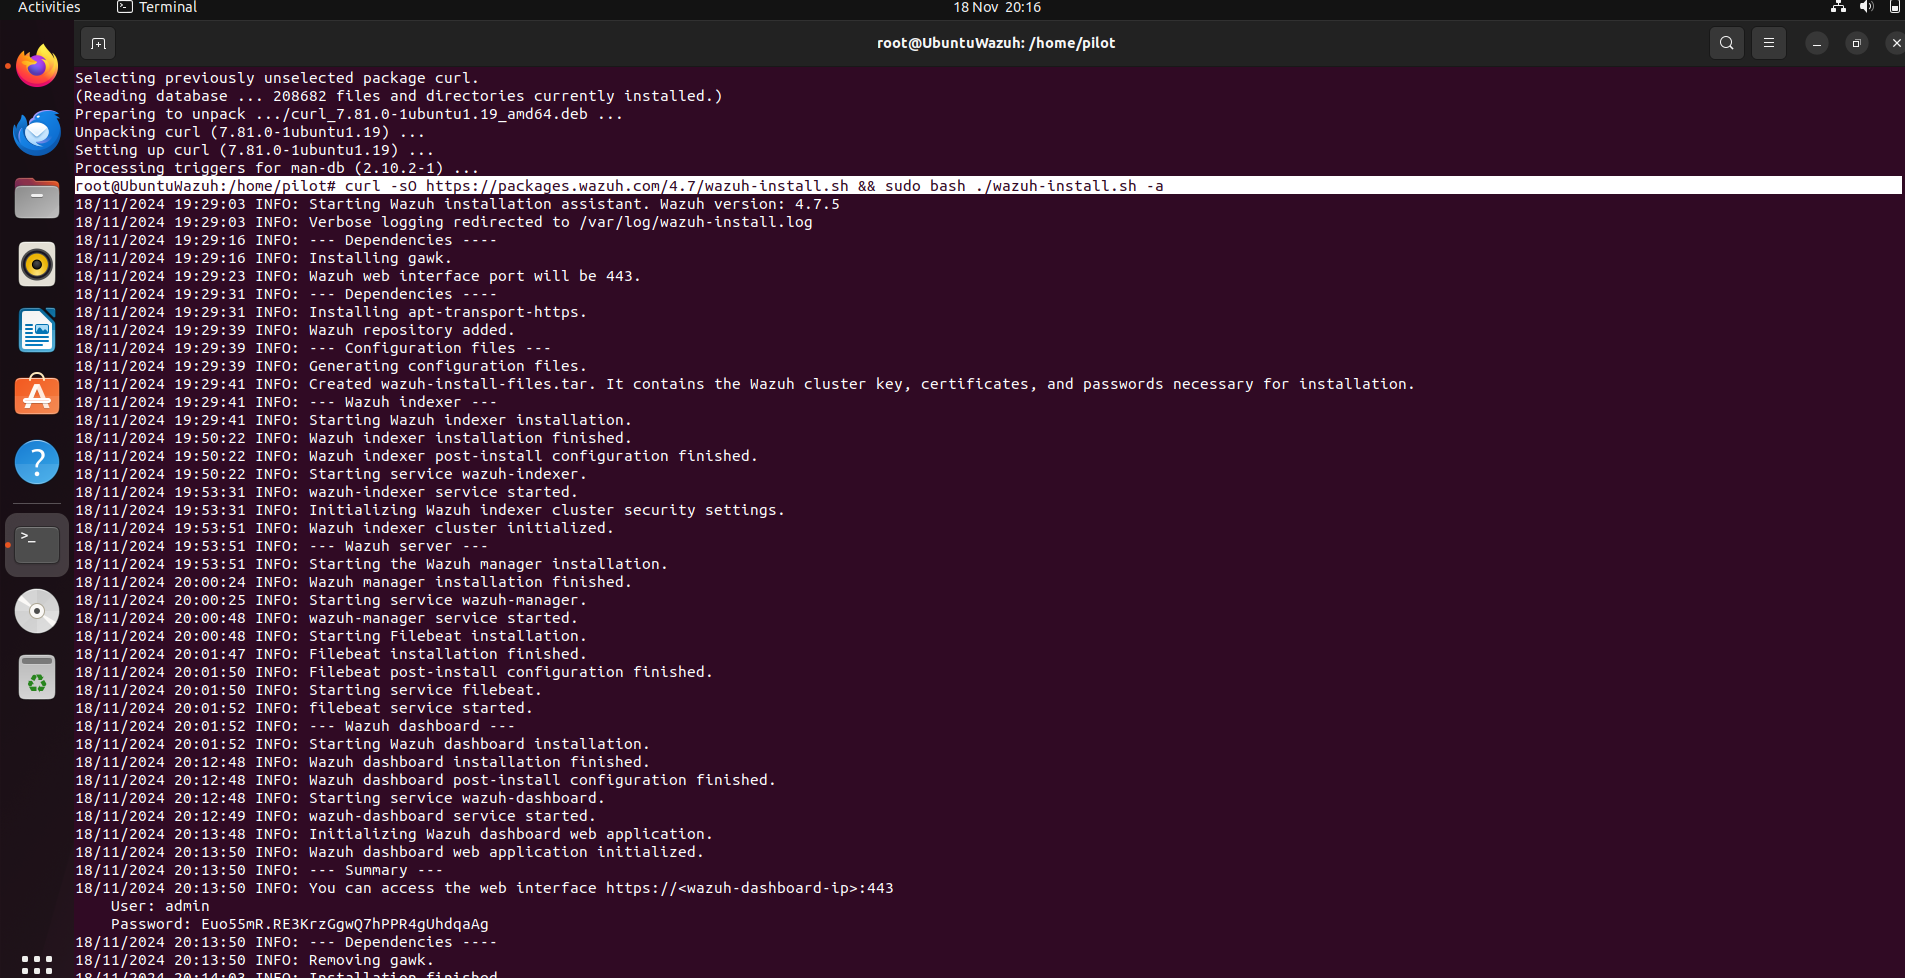 Activities Terminal 18 Nov 20:16
root@UbuntuWazuh: /home/pilot
Selecting previously unselected package curl.
(Reading database ... 208682 files and directories currently installed.)
Preparing to unpack .../curl_7.81.0-1ubuntu1.19_amd64.deb ...
Unpacking curl (7.81.0-1ubuntu1.19) ...
Setting up curl (7.81.0-1ubuntu1.19) ...
Processing triggers for man-db (2.10.2-1) ...
root@UbuntuWazuh:/home/pilot# curl -sO https://packages.wazuh.com/4.7/wazuh-install.sh && sudo bash ./wazuh-install.sh -a
18/11/2024 19:29:03 INFO: Starting Wazuh installation assistant. Wazuh version: 4.7.5
18/11/2024 19:29:03 INFO: Verbose logging redirected to /var/log/wazuh-install.log
18/11/2024 19:29:16 INFO: --- Dependencies ----
18/11/2024 19:29:16 INFO: Installing gawk.
18/11/2024 19:29:23 INFO: Wazuh web interface port will be 443.
18/11/2024 19:29:31 INFO: --- Dependencies ----
18/11/2024 19:29:31 INFO: Installing apt-transport-https.
18/11/2024 19:29:39 INFO: Wazuh repository added.
18/11/2024 19:29:39 INFO: --- Configuration files ---
18/11/2024 19:29:39 INFO: Generating configuration files.
18/11/2024 19:29:41 INFO: Created wazuh-install-files.tar. It contains the Wazuh cluster key, certificates, and passwords necessary for installation.
18/11/2024 19:29:41 INFO: --- Wazuh indexer ---
18/11/2024 19:29:41 INFO: Starting Wazuh indexer installation.
18/11/2024 19:50:22 INFO: Wazuh indexer installation finished.
18/11/2024 19:50:22 INFO: Wazuh indexer post-install configuration finished.
18/11/2024 19:50:22 INFO: Starting service wazuh-indexer.
18/11/2024 19:53:31 INFO: wazuh-indexer service started.
18/11/2024 19:53:31 INFO: Initializing Wazuh indexer cluster security settings.
18/11/2024 19:53:51 INFO: Wazuh indexer cluster initialized.
18/11/2024 19:53:51 INFO: --- Wazuh server ---
18/11/2024 19:53:51 INFO: Starting the Wazuh manager installation.
18/11/2024 20:00:24 INFO: Wazuh manager installation finished.
18/11/2024 20:00:25 INFO: Starting service wazuh-manager.
18/11/2024 20:00:48 INFO: wazuh-manager service started.
18/11/2024 20:00:48 INFO: Starting Filebeat installation.
18/11/2024 20:01:47 INFO: Filebeat installation finished.
18/11/2024 20:01:50 INFO: Filebeat post-install configuration finished.
18/11/2024 20:01:50 INFO: Starting service filebeat.
18/11/2024 20:01:52 INFO: filebeat service started.
18/11/2024 20:01:52 INFO: --- Wazuh dashboard ---
18/11/2024 20:01:52 INFO: Starting Wazuh dashboard installation.
18/11/2024 20:12:48 INFO: Wazuh dashboard installation finished.
18/11/2024 20:12:48 INFO: Wazuh dashboard post-install configuration finished.
18/11/2024 20:12:48 INFO: Starting service wazuh-dashboard.
18/11/2024 20:12:49 INFO: wazuh-dashboard service started.
18/11/2024 20:13:48 INFO: Initializing Wazuh dashboard web application.
18/11/2024 20:13:50 INFO: Wazuh dashboard web application initialized.
18/11/2024 20:13:50 INFO: --- Summary ---
18/11/2024 20:13:50 INFO: You can access the web interface https://<wazuh-dashboard-ip>:443
User: admin
Password: Euo55mR.RE3KrzGgwQ7hPPR4gUhdqaAg
18/11/2024 20:13:50 INFO: --- Dependencies ----
18/11/2024 20:13:50 INFO: Removing gawk.
18/11/2024 20:14:03 INFO: Installation finished.